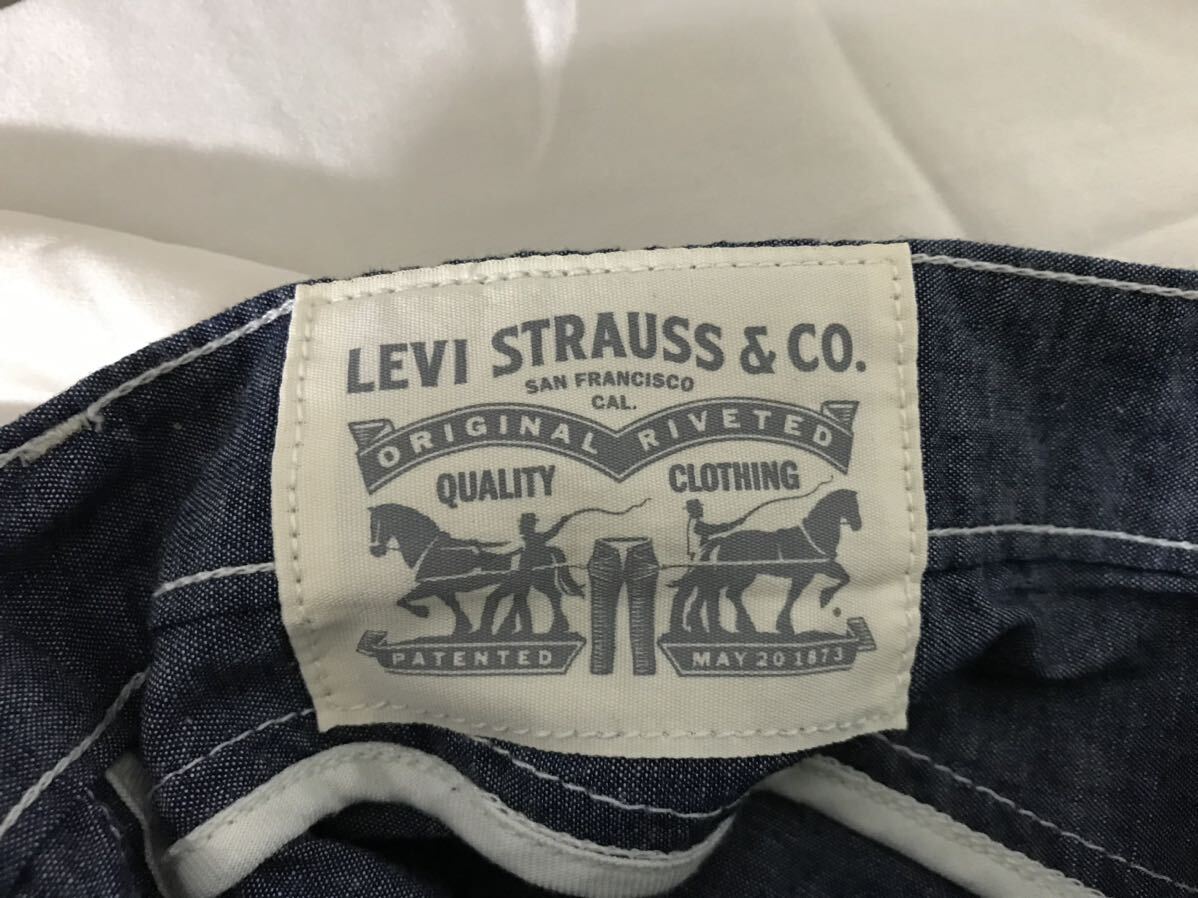 LEVI STRAUSS & CO.
SAN FRANCISCO
CAL.
ORIGINAL RIVETED
QUALITY CLOTHING
PATENTED MAY 20 1873